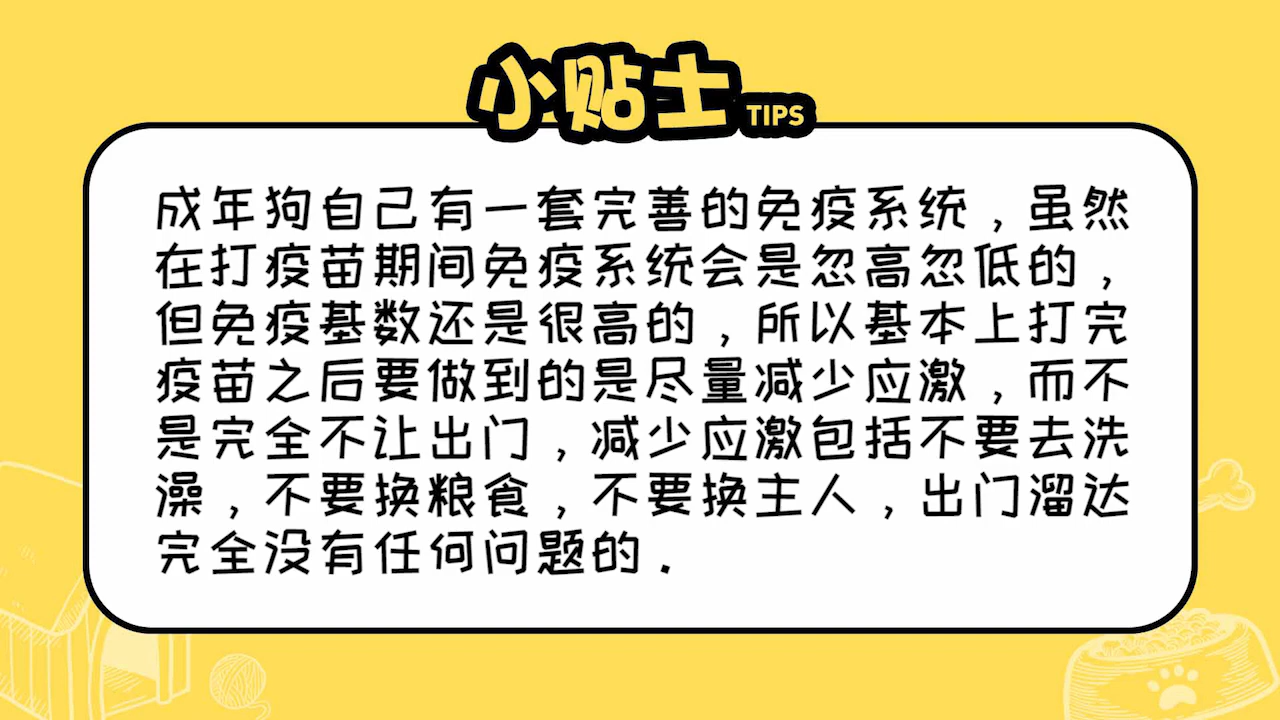 小贴士 TIPS
成年狗自己有一套完善的免疫系统，虽然
在打疫苗期间免疫系统会是忽高忽低的，
但免疫基数还是很高的，所以基本上打完
疫苗之后要做到的是尽量减少应激，而不
是完全不让出门，减少应激包括不要去洗
澡，不要换粮食，不要换主人，出门溜达
完全没有任何问题的．